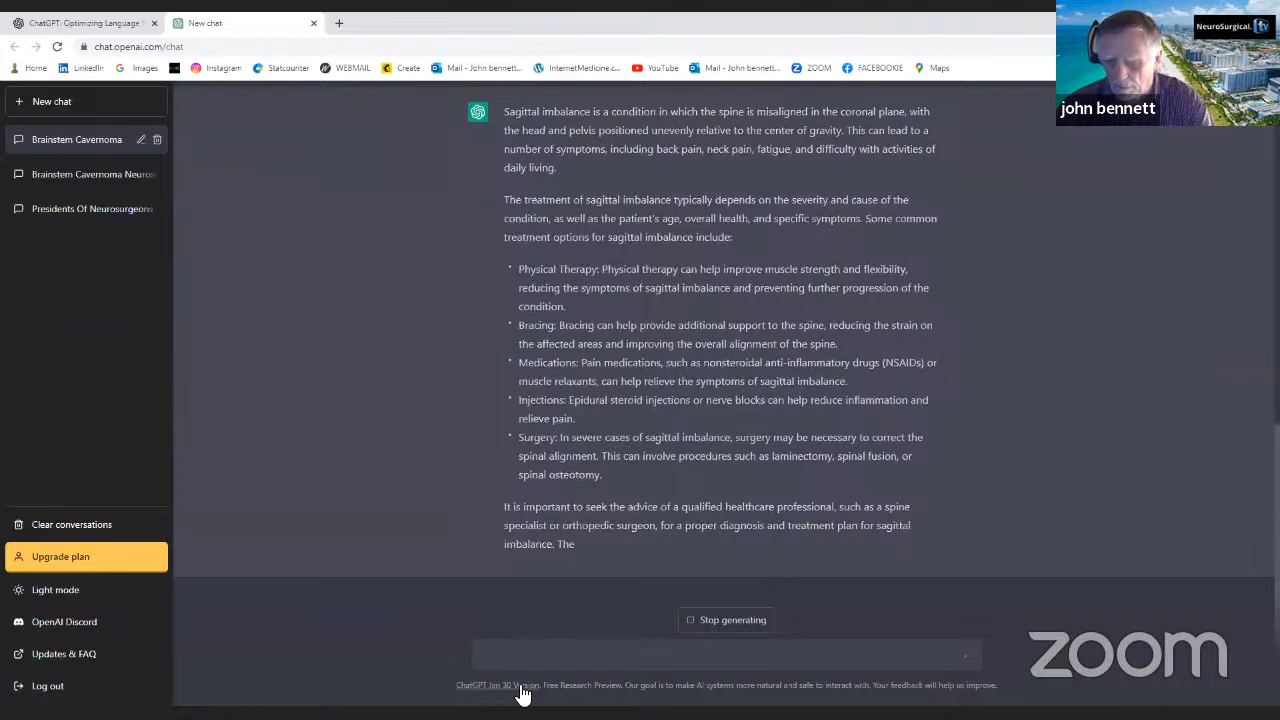 ChatGPT: Optimizing Language
New chat
chat.openai.com/chat
Home
LinkedIn
Images
Instagram
Statcounter
WEBMAIL
Create
Mail - John bennett...
InternetMedicine.c...
YouTube
Mail - John bennett...
ZOOM
FACEBOOKIE
Maps
NeuroSurgical.tv
john bennett
New chat
Brainstem Cavernoma
Brainstem Cavernoma Neuros
Presidents Of Neurosurgeons
Sagittal imbalance is a condition in which the spine is misaligned in the coronal plane, with
the head and pelvis positioned unevenly relative to the center of gravity. This can lead to a
number of symptoms, including back pain, neck pain, fatigue, and difficulty with activities of
daily living.
The treatment of sagittal imbalance typically depends on the severity and cause of the
condition, as well as the patient's age, overall health, and specific symptoms. Some common
treatment options for sagittal imbalance include:
• Physical Therapy: Physical therapy can help improve muscle strength and flexibility,
reducing the symptoms of sagittal imbalance and preventing further progression of the
condition.
• Bracing: Bracing can help provide additional support to the spine, reducing the strain on
the affected areas and improving the overall alignment of the spine.
• Medications: Pain medications, such as nonsteroidal anti-inflammatory drugs (NSAIDs) or
muscle relaxants, can help relieve the symptoms of sagittal imbalance.
• Injections: Epidural steroid injections or nerve blocks can help reduce inflammation and
relieve pain.
• Surgery: In severe cases of sagittal imbalance, surgery may be necessary to correct the
spinal alignment. This can involve procedures such as laminectomy, spinal fusion, or
spinal osteotomy.
It is important to seek the advice of a qualified healthcare professional, such as a spine
specialist or orthopedic surgeon, for a proper diagnosis and treatment plan for sagittal
imbalance. The
Clear conversations
Upgrade plan
Light mode
OpenAI Discord
Updates & FAQ
Log out
Stop generating
ChatGPT Jan 30 Version. Free Research Preview. Our goal is to make AI systems more natural and safe to interact with. Your feedback will help us improve.
zoom